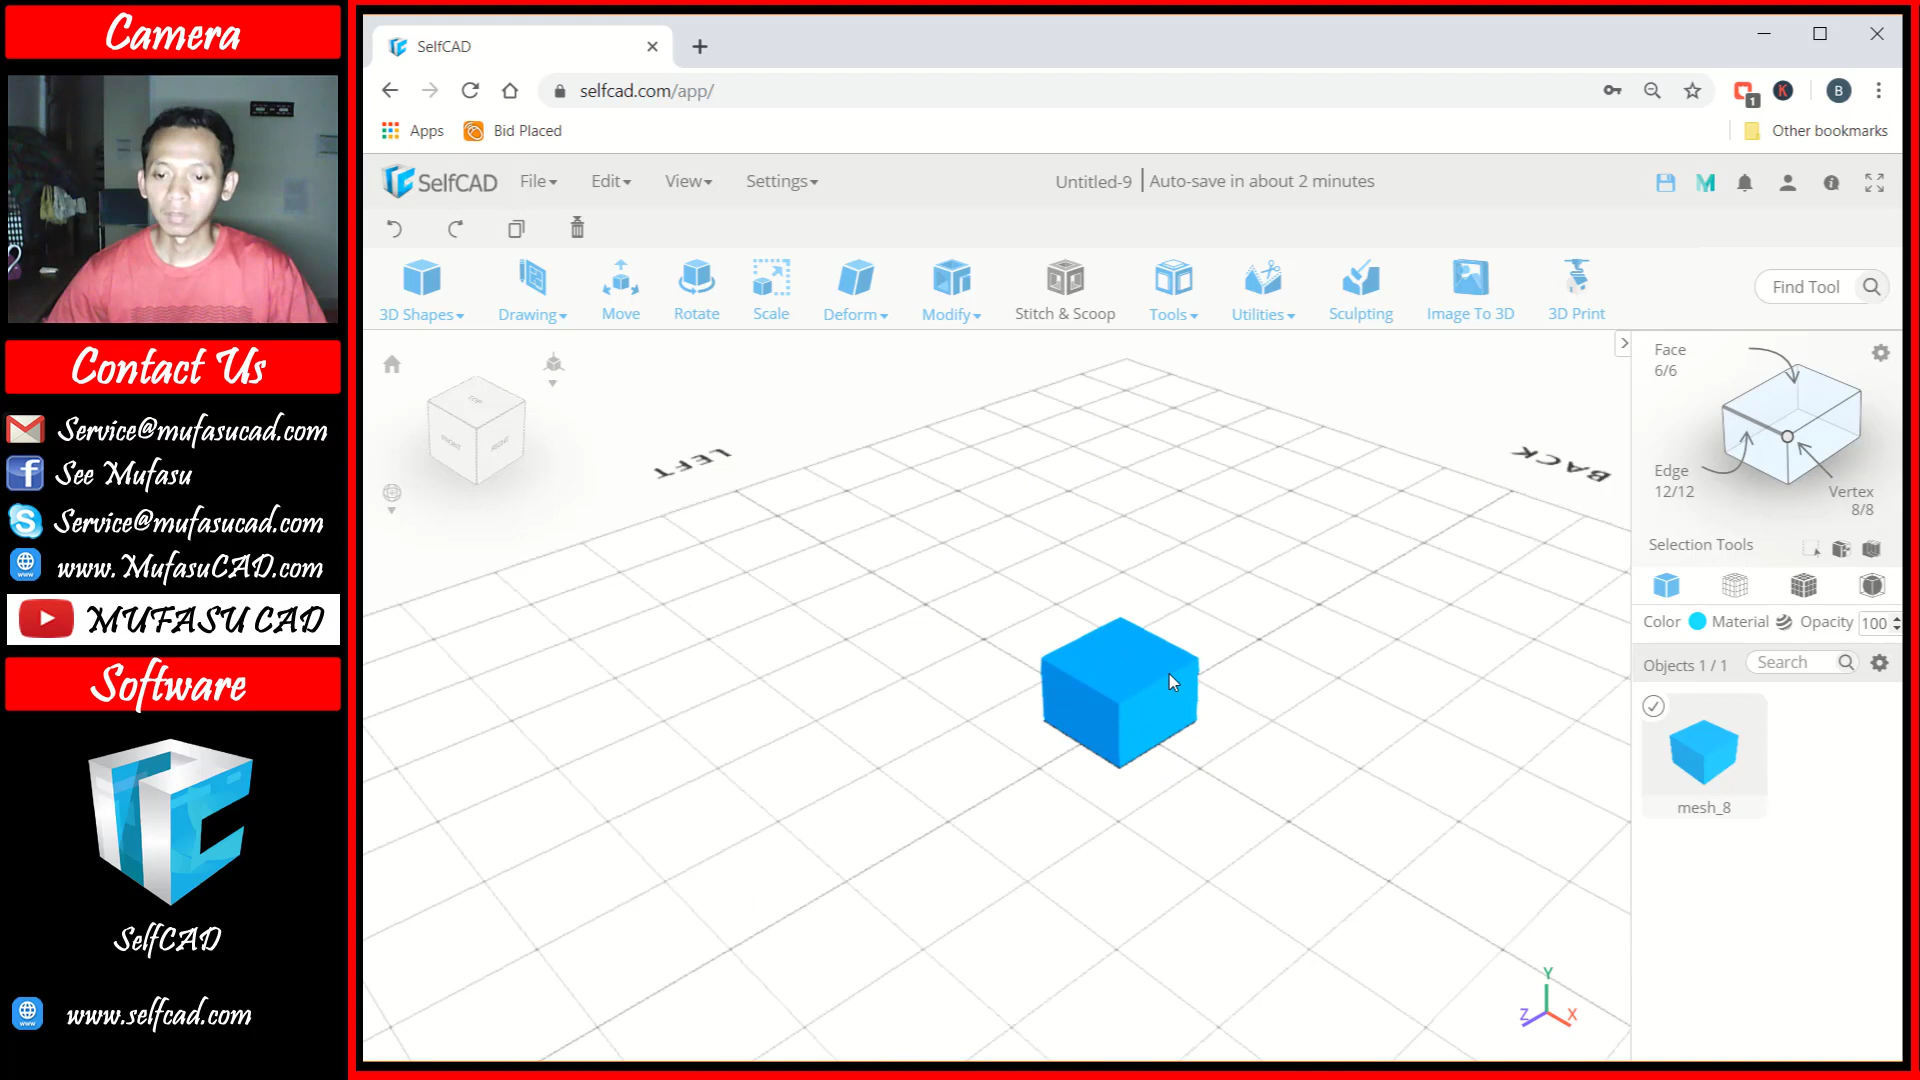 Camera
Contact Us
Service@mufasucad.com
See Mufasu
Service@mufasucad.com
www.MufasuCAD.com
MUFASU CAD
Software
SelfCAD
www.selfcad.com
SelfCAD
selfcad.com/app/
1
K
B
Apps
Bid Placed
Other bookmarks
SelfCAD
File
Edit
View
Settings
Untitled-9
Auto-save in about 2 minutes
3D Shapes
Drawing
Move
Rotate
Scale
Deform
Modify
Stitch & Scoop
Tools
Utilities
Sculpting
Image To 3D
3D Print
Find Tool
TOP
FRONT
RIGHT
LEFT
BACK
Face
6/6
Edge
12/12
Vertex
8/8
Selection Tools
Color
Material
Opacity
100
Objects 1 / 1
Search
mesh_8
Y
Z
X